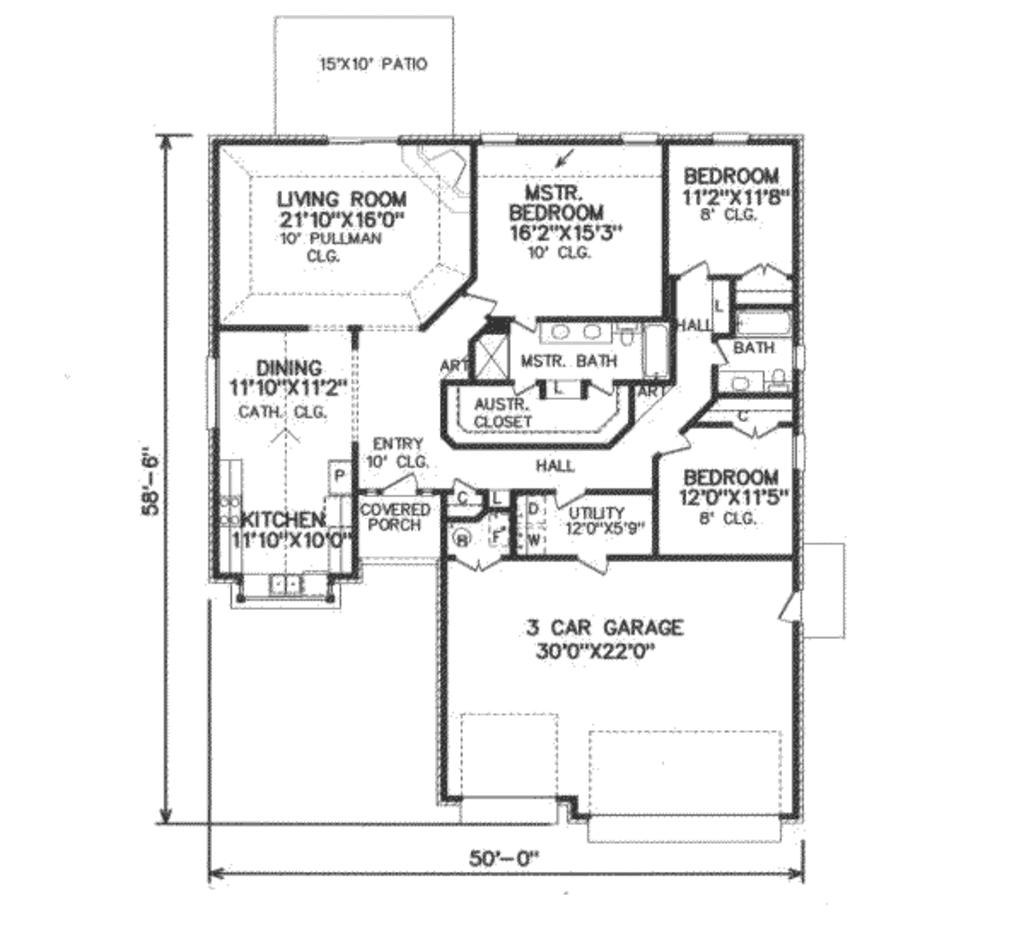 15'X10' PATIO
LIVING ROOM
21'10"X16'0"
10' PULLMAN
CLG.
MSTR.
BEDROOM
16'2"X15'3"
10' CLG.
BEDROOM
11'2"X11'8"
8' CLG.
L
HALL
BATH
DINING
11'10"X11'2"
CATH. CLG.
ART
MSTR. BATH
L
ART
AUSTR.
CLOSET
C
ENTRY
10' CLG.
HALL
BEDROOM
12'0"X11'5"
8' CLG.
P
C
L
D
W
UTILITY
12'0"X5'9"
COVERED
PORCH
KITCHEN
11'10"X10'0"
F
3 CAR GARAGE
30'0"X22'0"
58'-6"
50'-0"